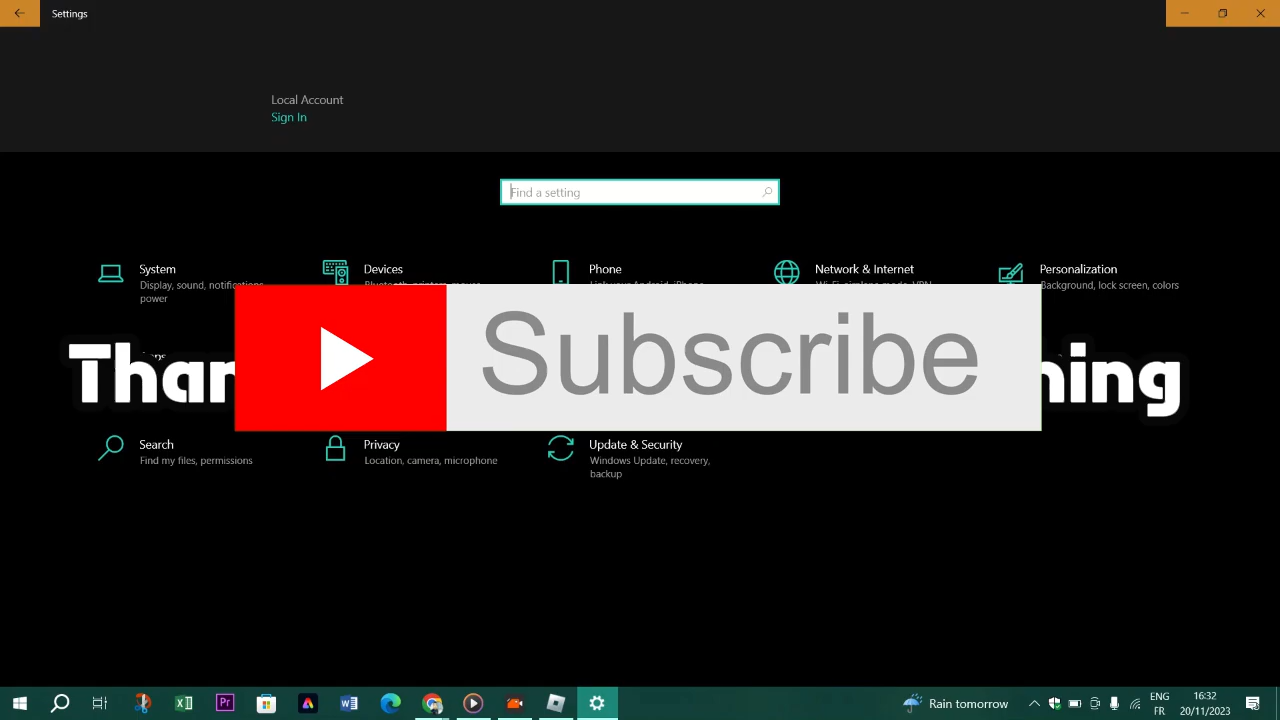 Settings
Local Account
Sign In
Find a setting
System
Display, sound, notifications,
power
Devices
Phone
Network & Internet
Personalization
Background, lock screen, colors
Subscribe
Search
Find my files, permissions
Privacy
Location, camera, microphone
Update & Security
Windows Update, recovery,
backup
Pr
Rain tomorrow
ENG
FR
16:32
20/11/2023